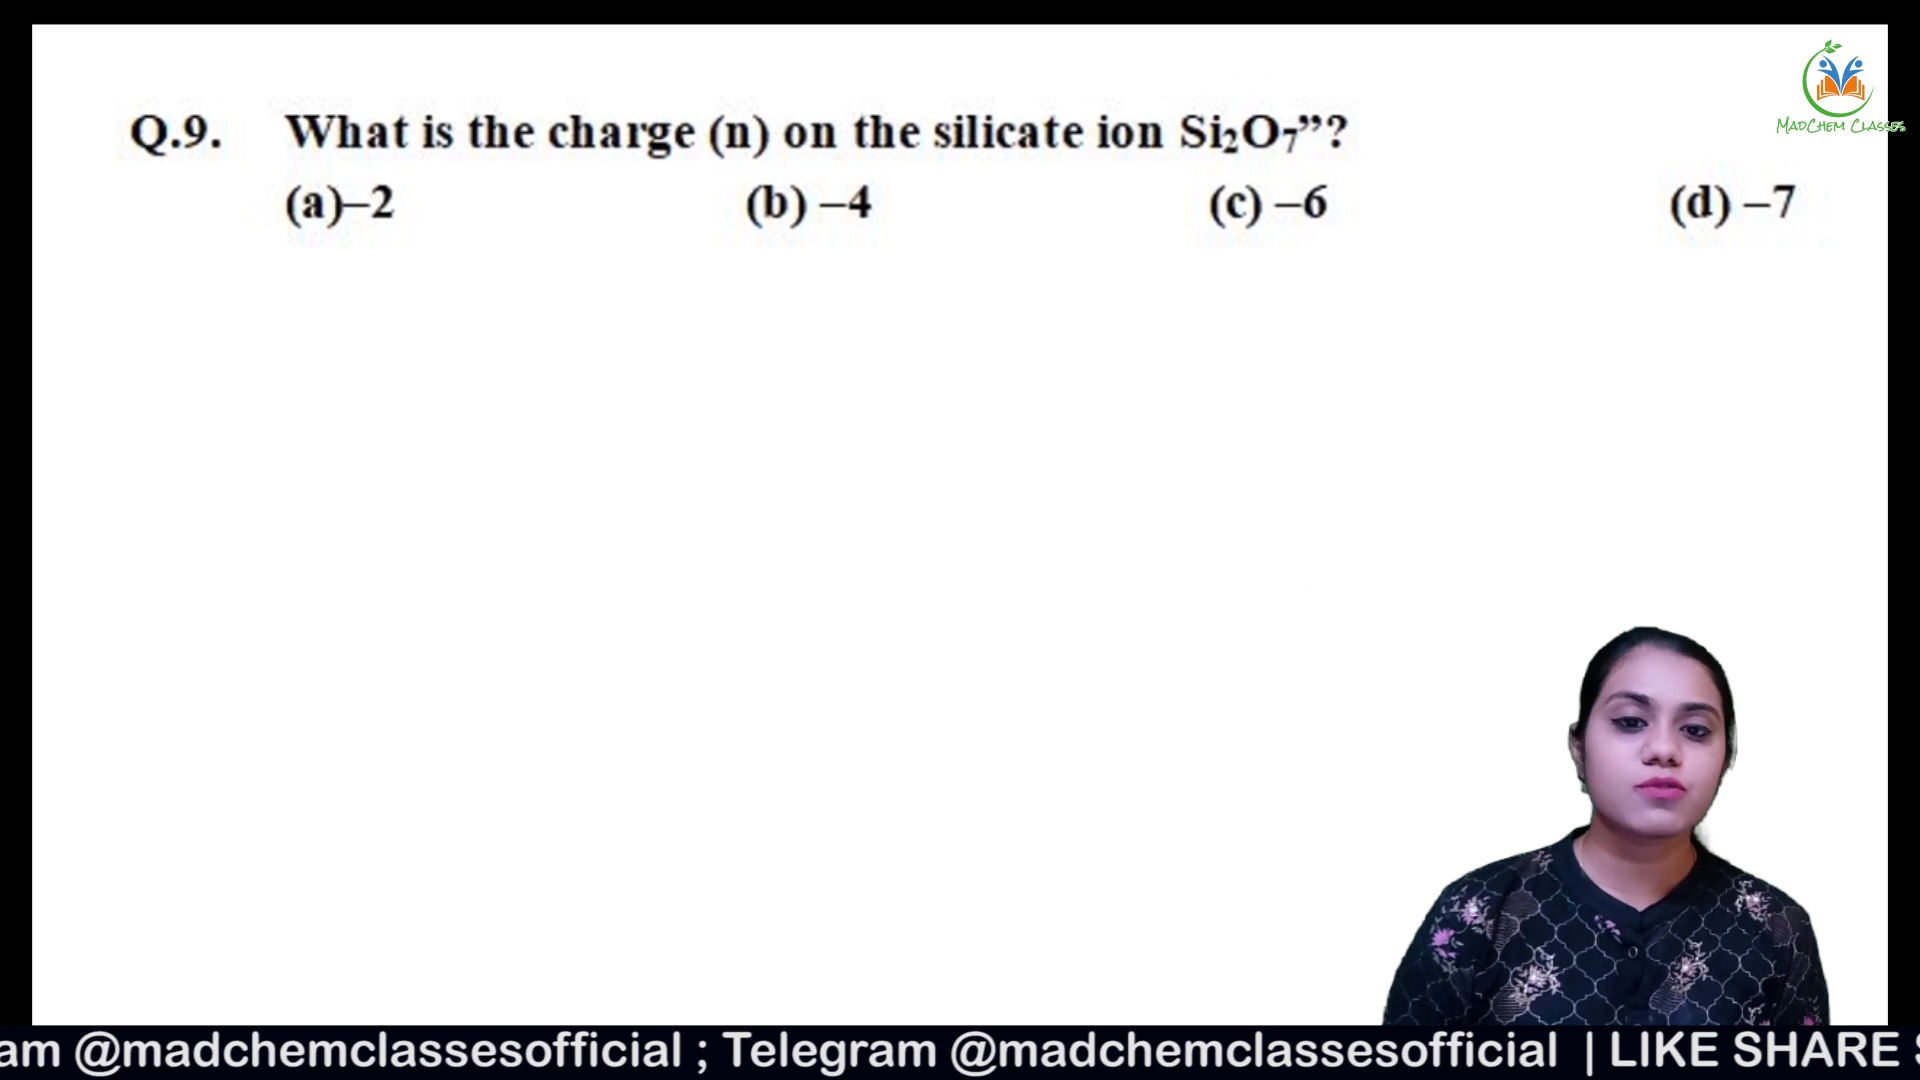 MADCHEM CLASSES
Q.9. What is the charge (n) on the silicate ion Si₂O₇”?
(a)–2 (b) –4 (c) –6 (d) –7
am @madchemclassesofficial ; Telegram @madchemclassesofficial | LIKE SHARE S